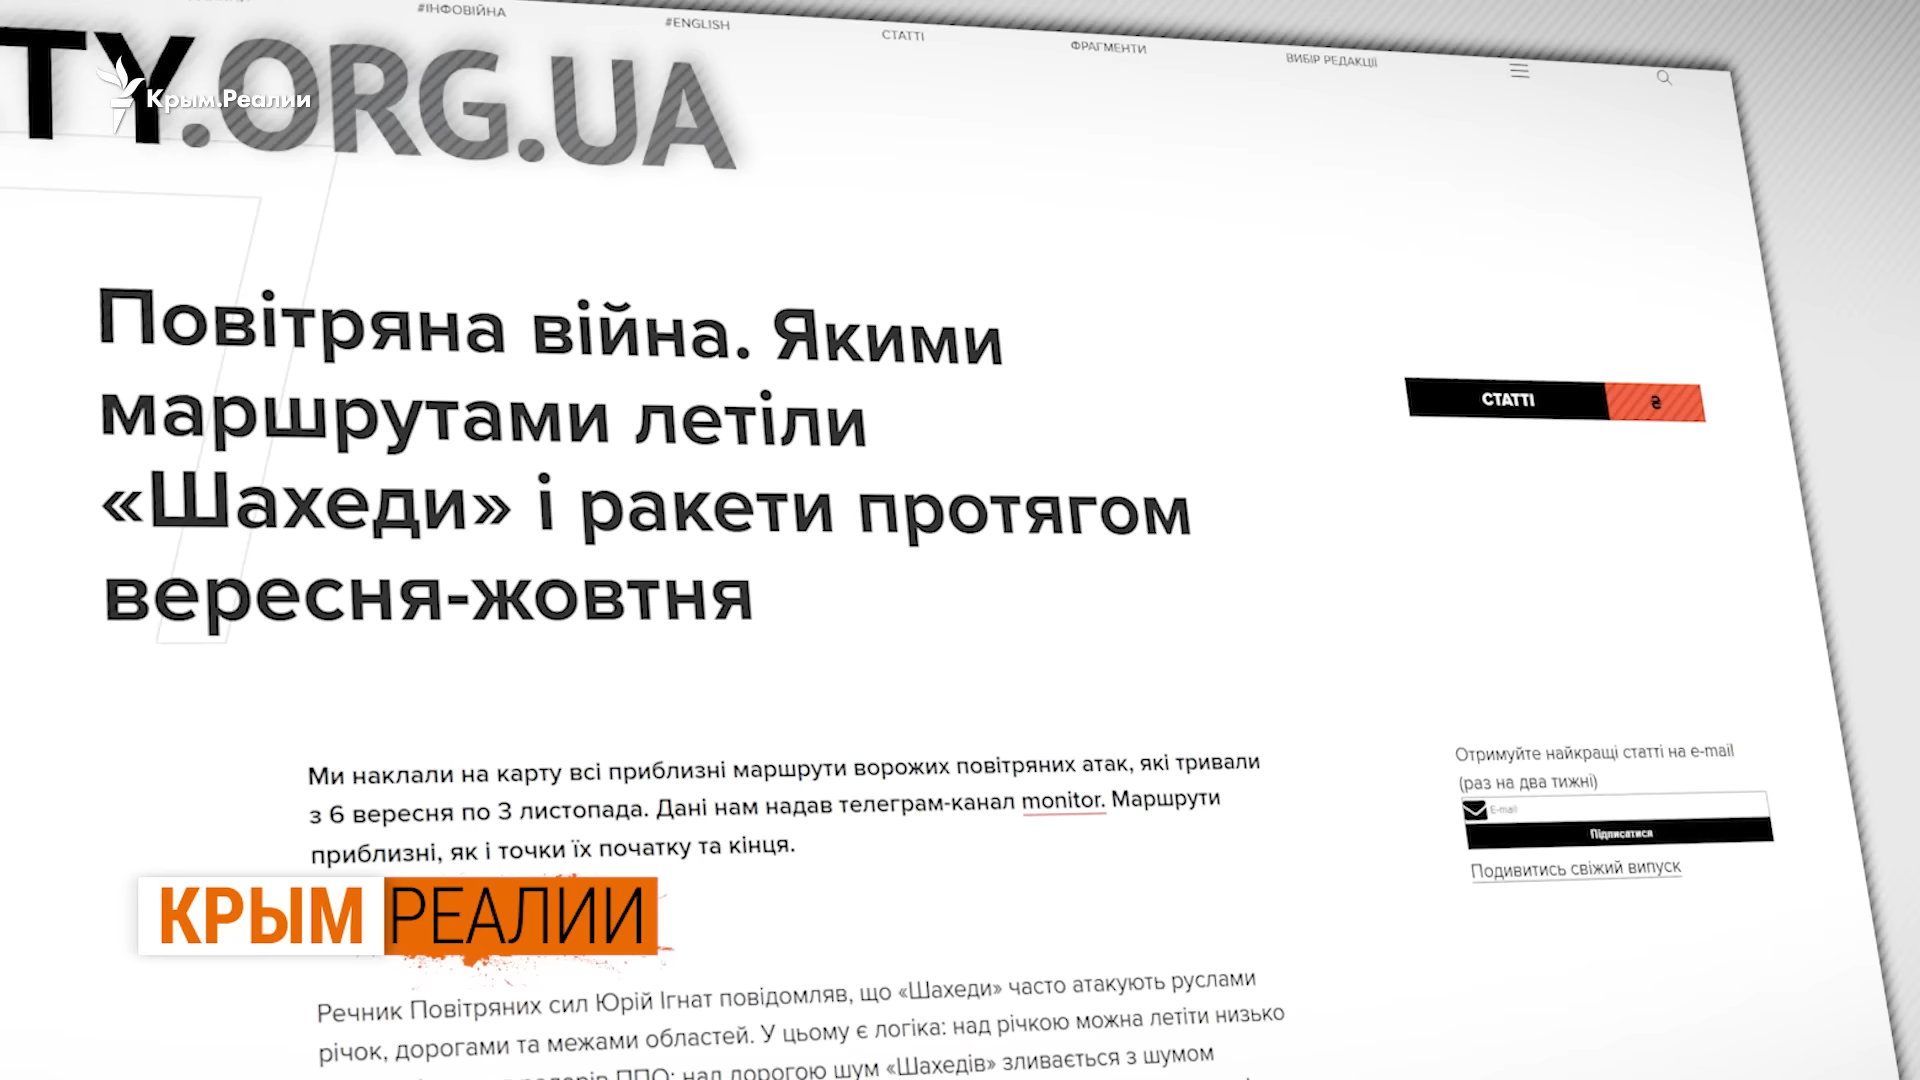 #ІНФОВІЙНА
#ENGLISH
СТАТТІ
ФРАГМЕНТИ
ВИБІР РЕДАКЦІЇ
TY.ORG.UA
Крым.Реалии
Повітряна війна. Якими
маршрутами летіли
«Шахеди» і ракети протягом
вересня-жовтня
СТАТТІ ₴
Ми наклали на карту всі приблизні маршрути ворожих повітряних атак, які тривали
з 6 вересня по 3 листопада. Дані нам надав телеграм-канал monitor. Маршрути
приблизні, як і точки їх початку та кінця.
Отримуйте найкращі статті на e-mail
(раз на два тижні)
E-mail
Підписатися
Подивитись свіжий випуск
КРЫМ РЕАЛИИ
Речник Повітряних сил Юрій Ігнат повідомляв, що «Шахеди» часто атакують руслами
річок, дорогами та межами областей. У цьому є логіка: над річкою можна летіти низько
ППО; над дорогою шум «Шахедів» зливається з шумом